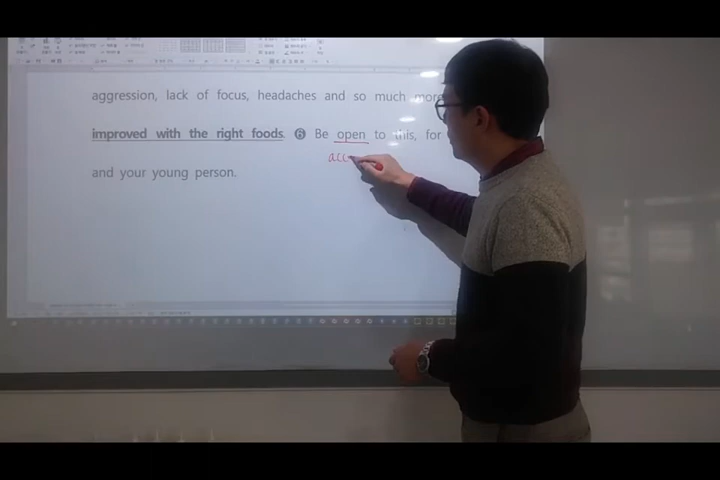 aggression, lack of focus, headaches and so much more
improved with the right foods. ❻ Be open to this, for
acc
and your young person.